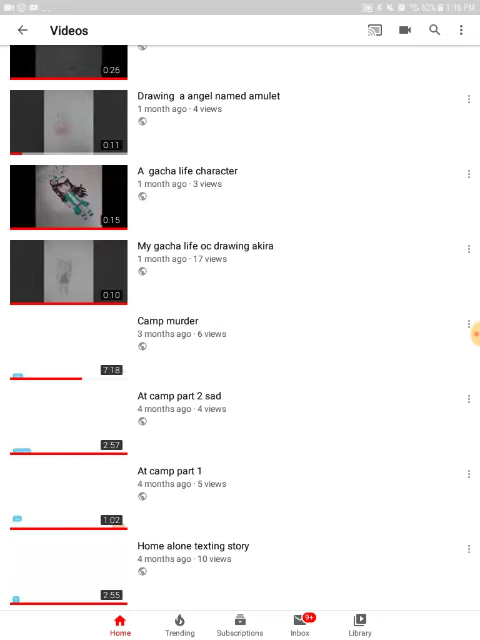 62% 1:16 PM
Videos
0:25
Drawing  a angel named amulet
1 month ago · 4 views
0:11
A  gacha life character
1 month ago · 3 views
0:15
My gacha life oc drawing akira
1 month ago · 17 views
0:10
Camp murder
3 months ago · 6 views
7:18
At camp part 2 sad
4 months ago · 4 views
2:57
At camp part 1
4 months ago · 5 views
1:02
Home alone texting story
4 months ago · 10 views
2:55
9+
Home Trending Subscriptions Inbox Library